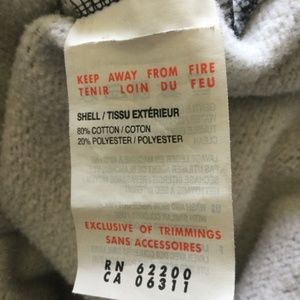 KEEP AWAY FROM FIRE
TENIR LOIN DU FEU
SHELL / TISSU EXTÉRIEUR
80% COTTON / COTON
20% POLYESTER / POLYESTER
EXCLUSIVE OF TRIMMINGS
SANS ACCESSOIRES
RN 62200
CA 06311